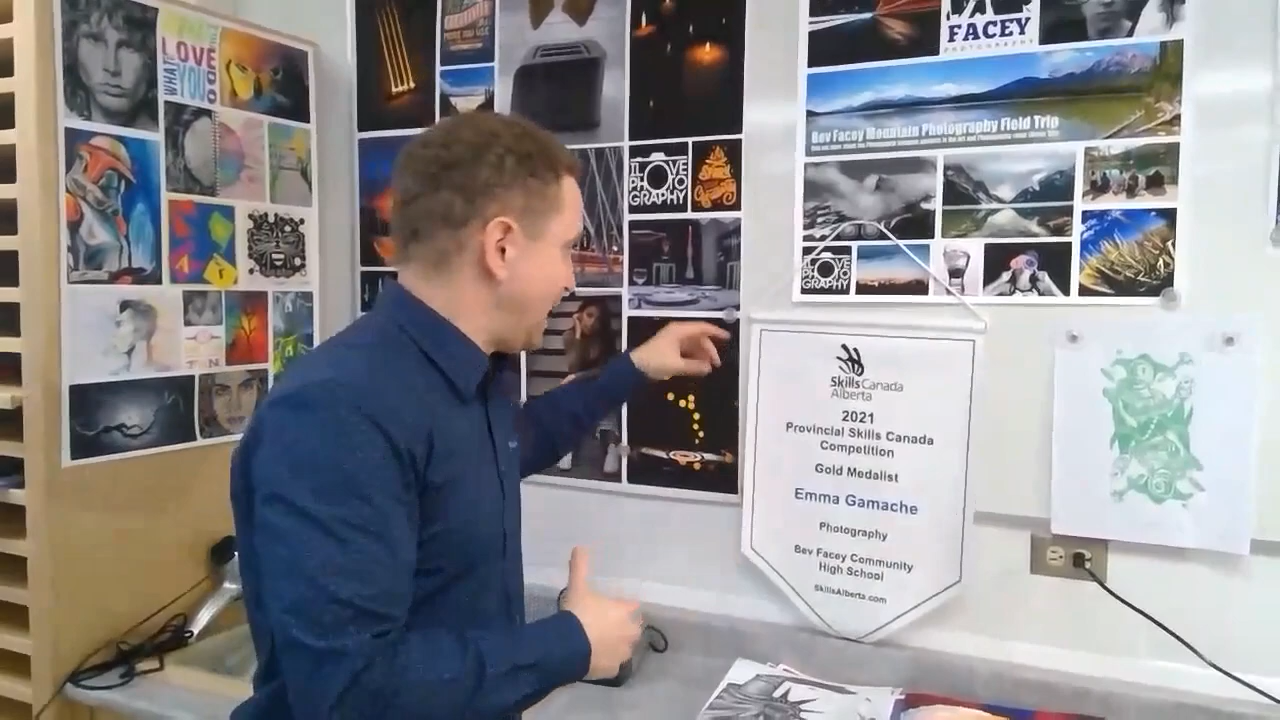 LOVE
WHAT
YOU
DO
FACEY
PHOTOGRAPHY
Bev Facey Mountain Photography Field Trip
I LOVE
PHOTO
GRAPHY
I LOVE
PHOTO
GRAPHY
Skills Canada
Alberta
2021
Provincial Skills Canada
Competition
Gold Medalist
Emma Gamache
Photography
Bev Facey Community
High School
SkillsAlberta.com